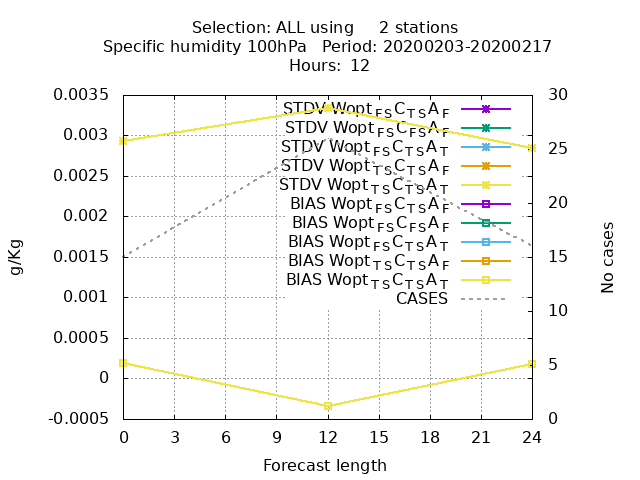 Selection: ALL using 2 stations
Specific humidity 100hPa Period: 20200203-20200217
Hours: 12
0.0035
0.003
0.0025
0.002
0.0015
0.001
0.0005
0
-0.0005
g/Kg
STDV Wopt FS C TS A F
STDV Wopt FS C FS A F
STDV Wopt FS C TS A T
STDV Wopt TS C TS A F
STDV Wopt TS C TS A T
BIAS Wopt FS C TS A F
BIAS Wopt FS C FS A F
BIAS Wopt FS C TS A T
BIAS Wopt TS C TS A F
BIAS Wopt TS C TS A T
CASES
30
25
20
15
10
5
0
No cases
0 3 6 9 12 15 18 21 24
Forecast length